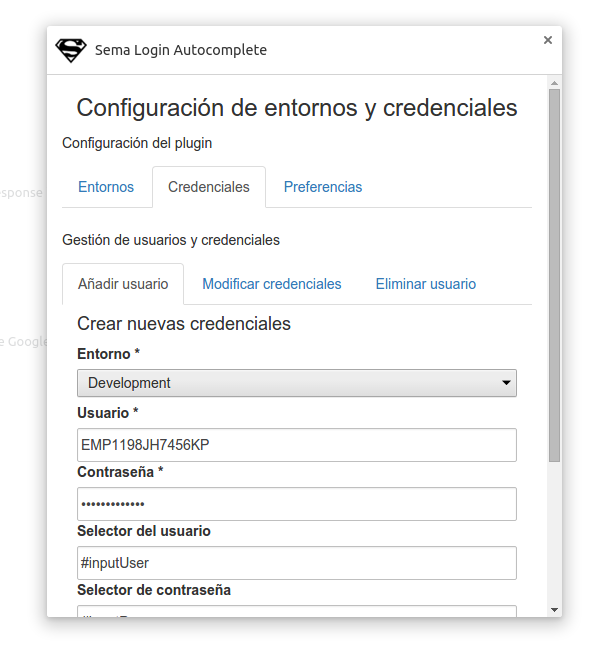 Sema Login Autocomplete
×
Configuración de entornos y credenciales
Configuración del plugin
Entornos Credenciales Preferencias
esponse
Gestión de usuarios y credenciales
Añadir usuario Modificar credenciales Eliminar usuario
Crear nuevas credenciales
e Google
Entorno *
Development
Usuario *
EMP1198JH7456KP
Contraseña *
•••••••••••••
Selector del usuario
#inputUser
Selector de contraseña